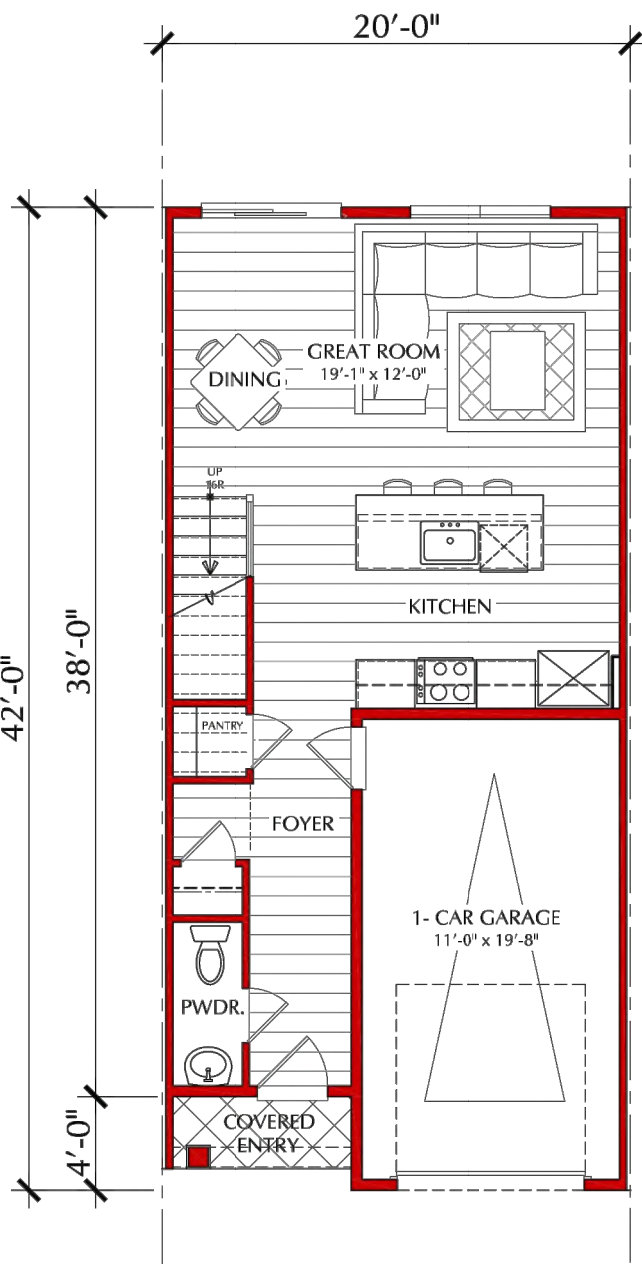 20'-0"
GREAT ROOM
19'-1" x 12'-0"
DINING
UP
16R
KITCHEN
42'-0"
38'-0"
PANTRY
FOYER
1- CAR GARAGE
11'-0" x 19'-8"
PWDR.
4'-0"
COVERED
ENTRY